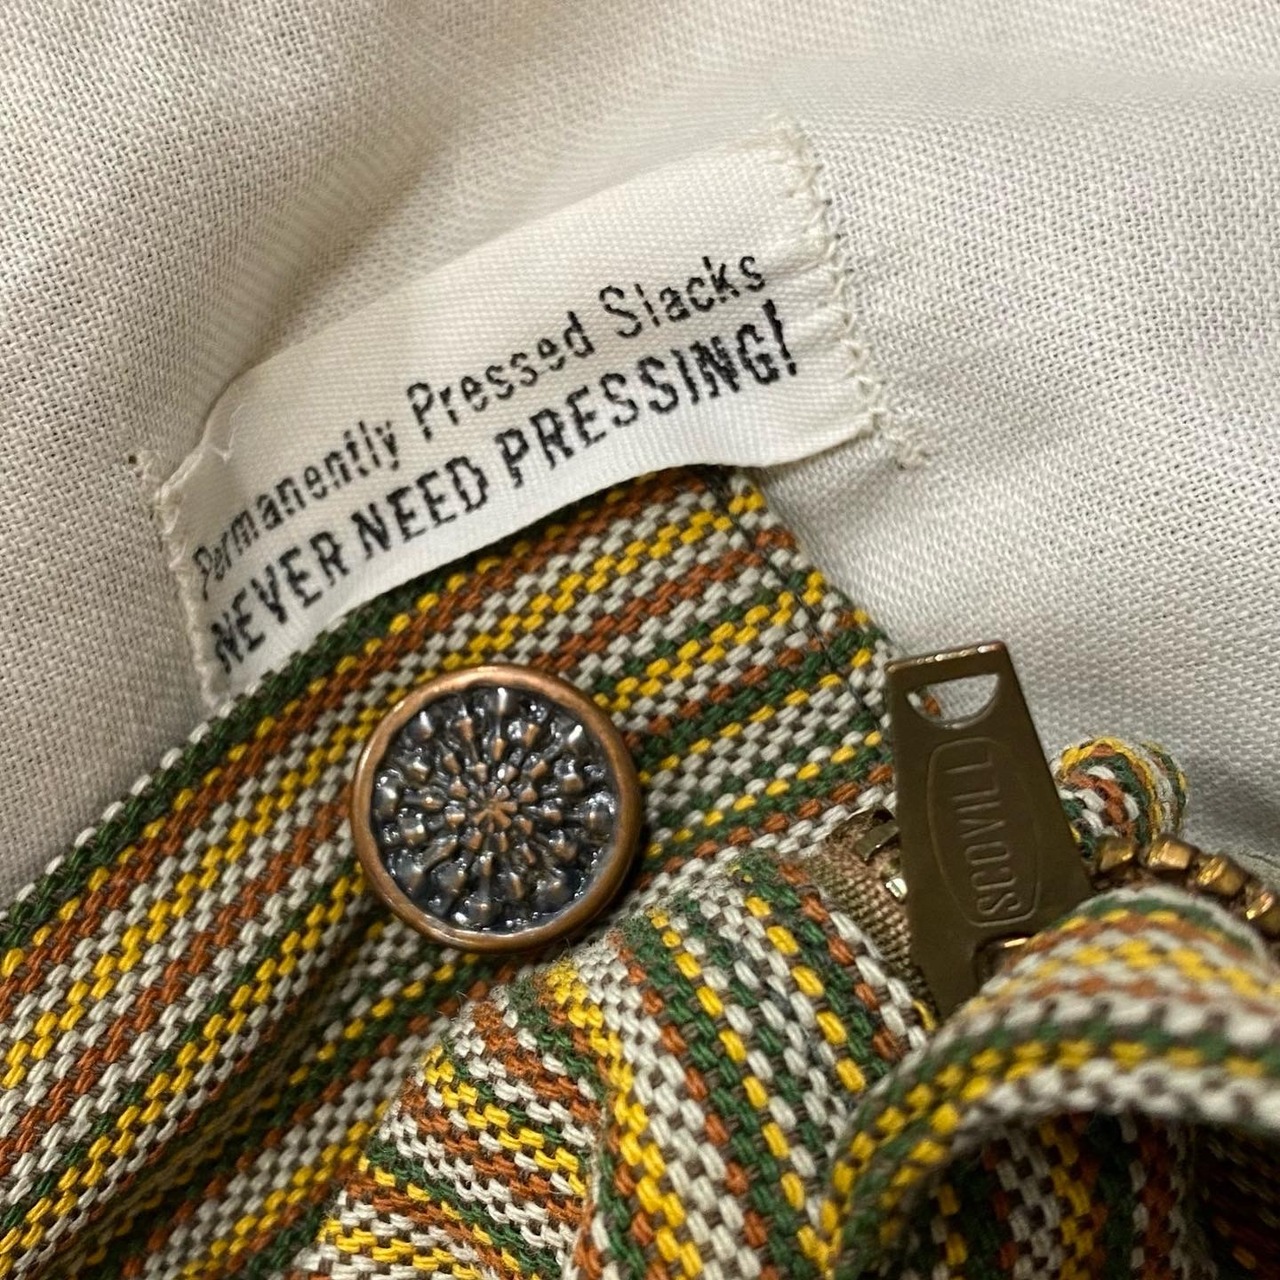 Permanently Pressed Slacks
NEVER NEED PRESSING!
SCOVILL